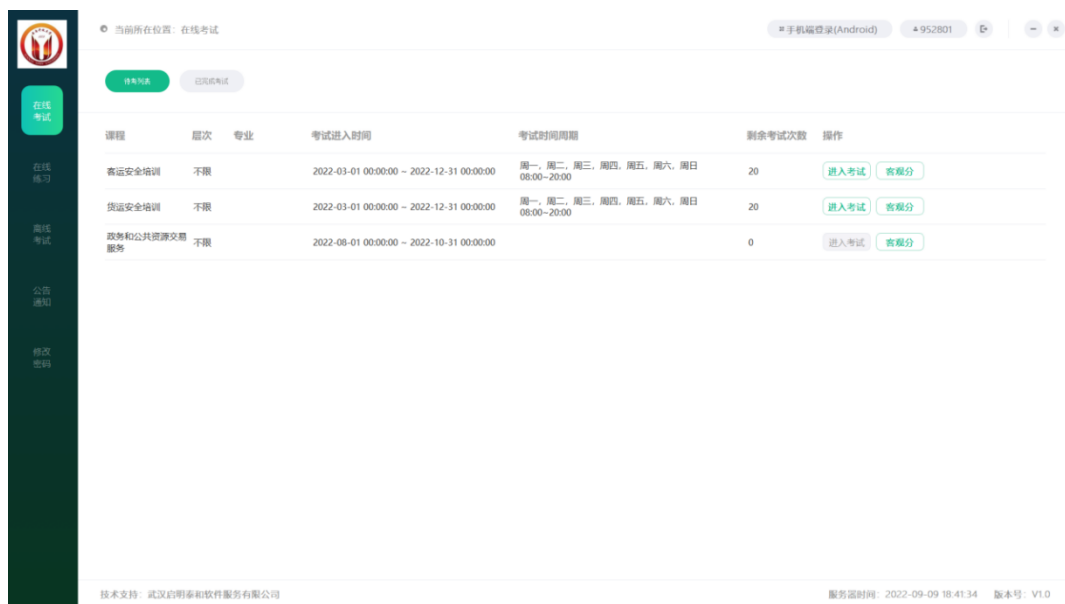 当前所在位置：在线考试
手机端登录(Android)
952801
在线
考试
在线
练习
离线
考试
公告
通知
修改
密码
待考列表
已完成考试
课程 层次 专业 考试进入时间 考试时间周期 剩余考试次数 操作
客运安全培训 不限 2022-03-01 00:00:00 ~ 2022-12-31 00:00:00 周一，周二，周三，周四，周五，周六，周日
08:00~20:00 20 进入考试 客观分
货运安全培训 不限 2022-03-01 00:00:00 ~ 2022-12-31 00:00:00 周一，周二，周三，周四，周五，周六，周日
08:00~20:00 20 进入考试 客观分
政务和公共资源交易
服务 不限 2022-08-01 00:00:00 ~ 2022-10-31 00:00:00 0 进入考试 客观分
技术支持：武汉启明泰和软件服务有限公司
服务器时间：2022-09-09 18:41:34 版本号：V1.0